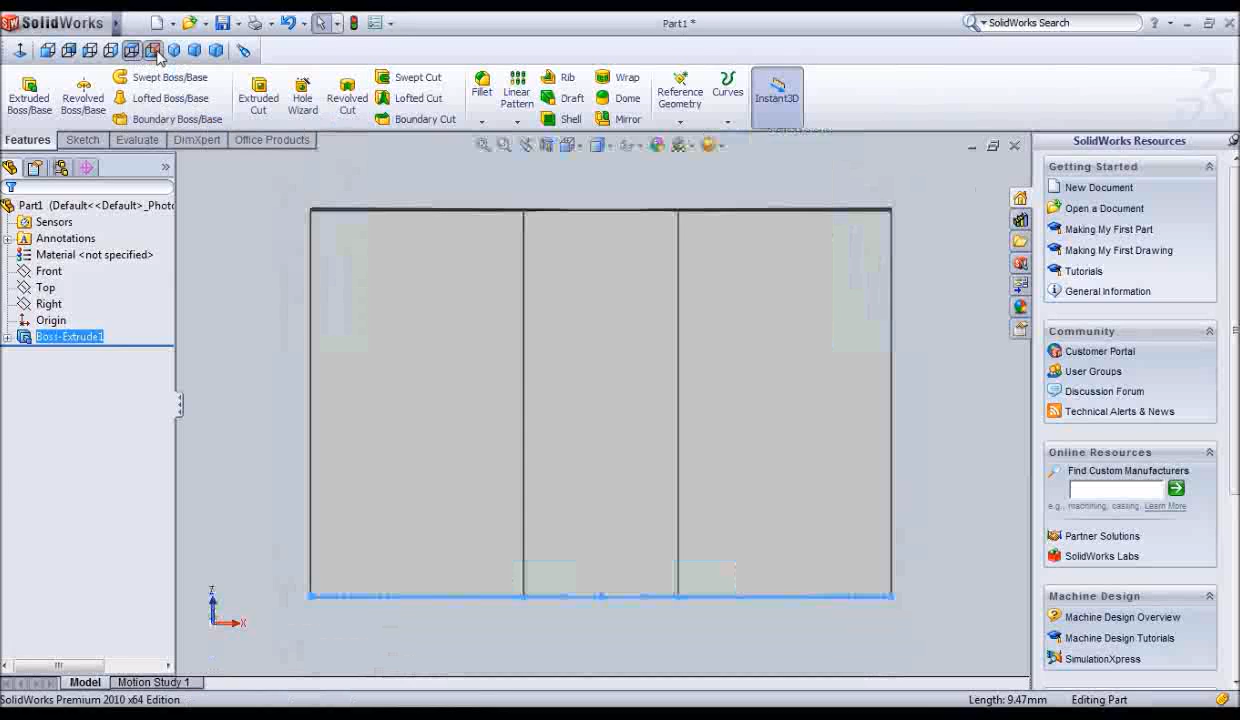 SolidWorks
Part1 *
SolidWorks Search
Extruded Boss/Base
Revolved Boss/Base
Swept Boss/Base
Lofted Boss/Base
Boundary Boss/Base
Extruded Cut
Hole Wizard
Revolved Cut
Swept Cut
Lofted Cut
Boundary Cut
Fillet
Linear Pattern
Rib
Draft
Shell
Wrap
Dome
Mirror
Reference Geometry
Curves
Instant3D
Features
Sketch
Evaluate
DimXpert
Office Products
Part1 (Default<<Default>_Phot
Sensors
Annotations
Material <not specified>
Front
Top
Right
Origin
Boss-Extrude1
Z
X
SolidWorks Resources
Getting Started
New Document
Open a Document
Making My First Part
Making My First Drawing
Tutorials
General Information
Community
Customer Portal
User Groups
Discussion Forum
Technical Alerts & News
Online Resources
Find Custom Manufacturers
e.g., machining, casting. Learn More
Partner Solutions
SolidWorks Labs
Machine Design
Machine Design Overview
Machine Design Tutorials
SimulationXpress
Model
Motion Study 1
SolidWorks Premium 2010 x64 Edition
Length: 9.47mm
Editing Part